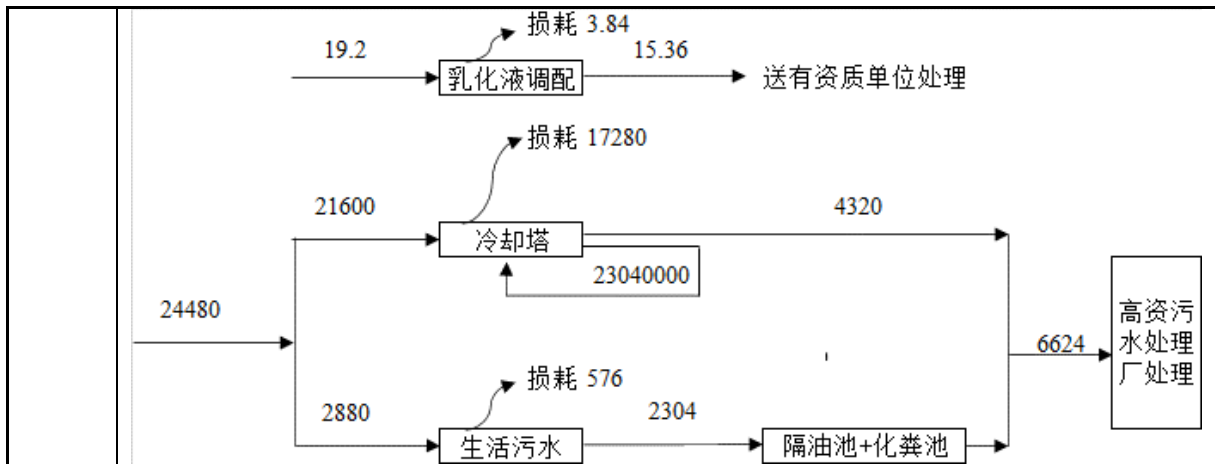 损耗 3.84
19.2
15.36
乳化液调配
送有资质单位处理
损耗 17280
21600
4320
冷却塔
23040000
24480
高资污
水处理
厂处理
6624
损耗 576
2880
2304
生活污水
隔油池+化粪池